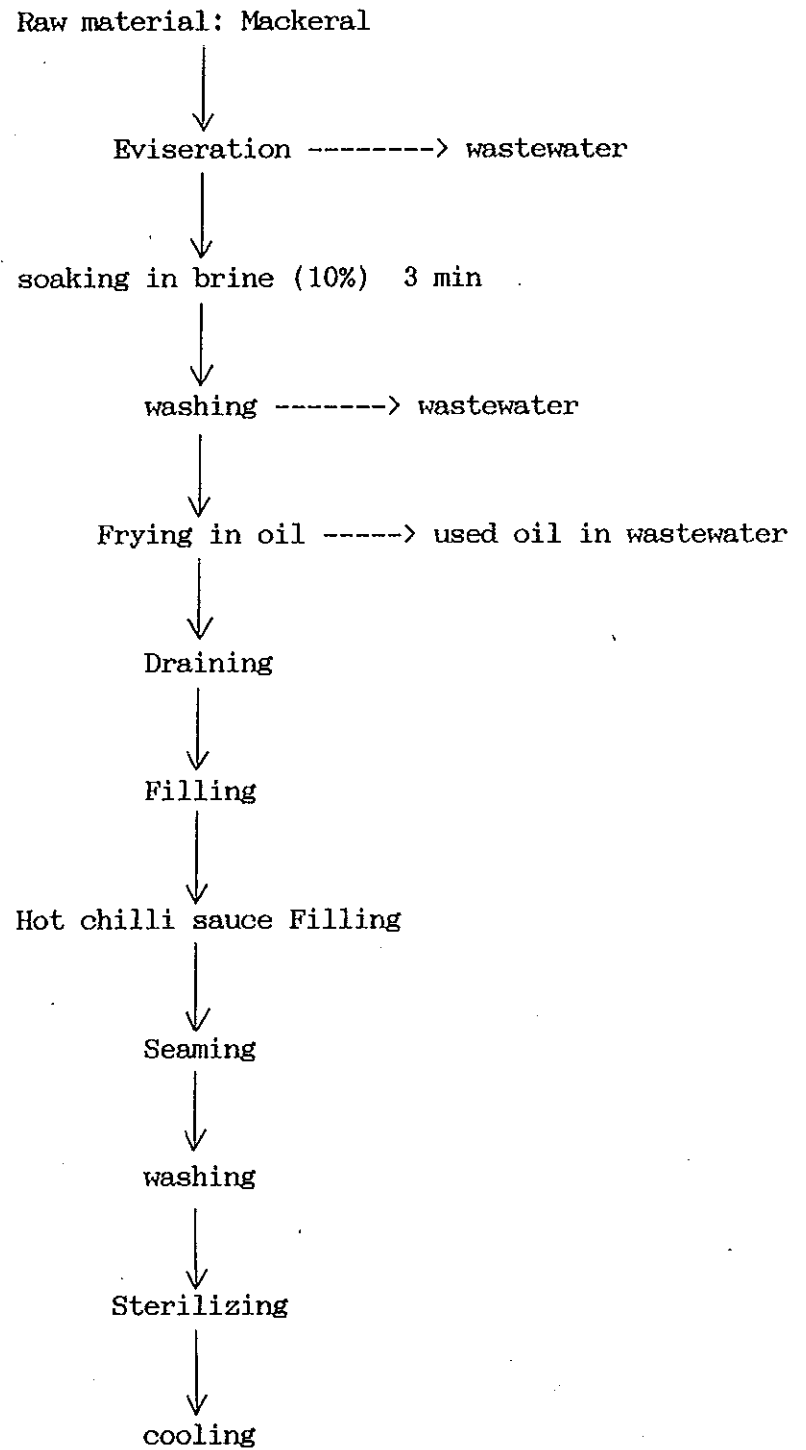 Raw material: Mackeral
Eviseration --------> wastewater
soaking in brine (10%) 3 min
washing -------> wastewater
Frying in oil -----> used oil in wastewater
Draining
Filling
Hot chilli sauce Filling
Seaming
washing
Sterilizing
cooling